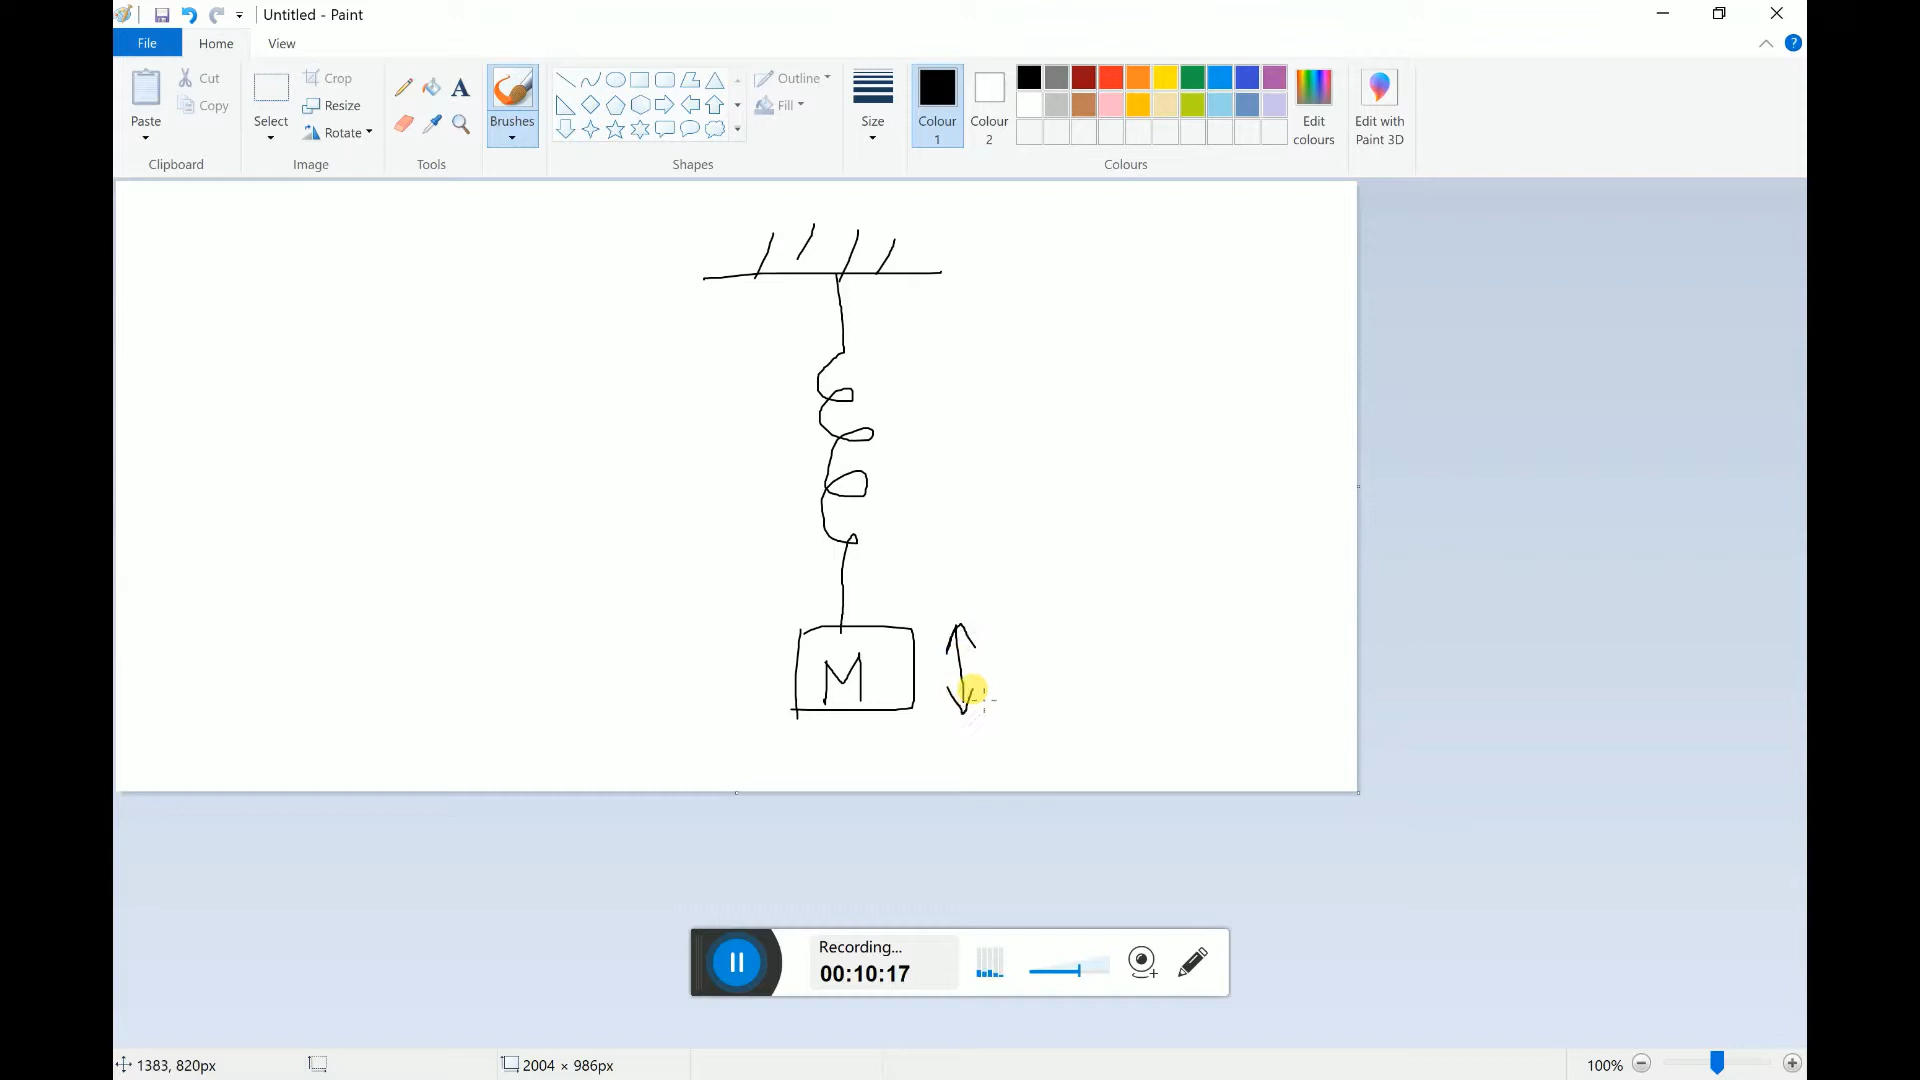 Untitled - Paint
File Home View
Paste
Cut
Copy
Clipboard
Select
Crop
Resize
Rotate
Image
A
Tools
Brushes
Shapes
Outline
Fill
Size
Colour 1
Colour 2
Colours
Edit colours
Edit with Paint 3D
?
M
Recording...
00:10:17
1383, 820px
2004 × 986px
100%